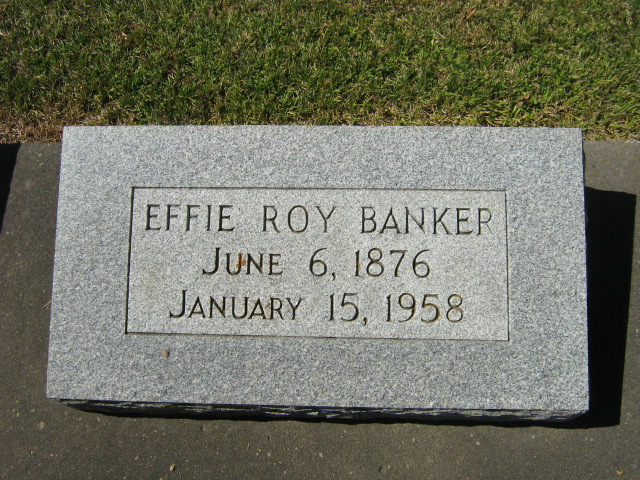 EFFIE ROY BANKER
JUNE 6, 1876
JANUARY 15, 1958